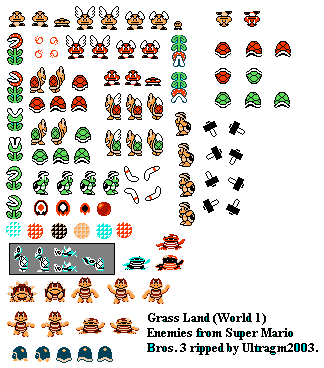 Grass Land (World 1)
Enemies from Super Mario
Bros. 3 ripped by Ultragm2003.